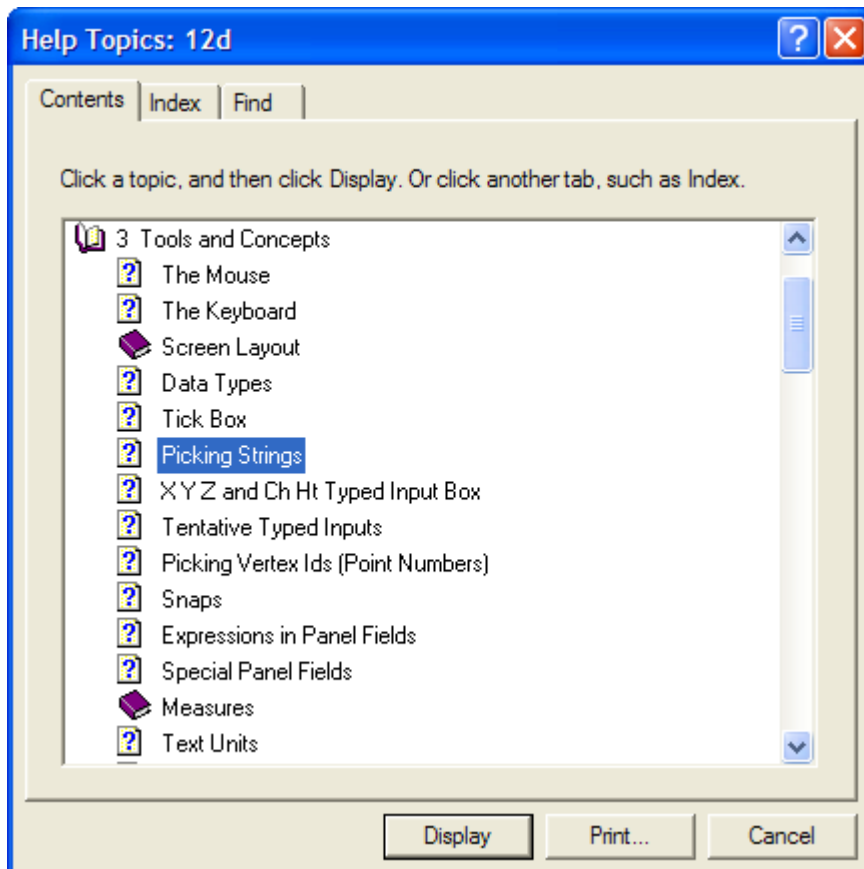 Help Topics: 12d
Contents Index Find
Click a topic, and then click Display. Or click another tab, such as Index.
3 Tools and Concepts
? The Mouse
? The Keyboard
Screen Layout
? Data Types
? Tick Box
? Picking Strings
? X Y Z and Ch Ht Typed Input Box
? Tentative Typed Inputs
? Picking Vertex Ids (Point Numbers)
? Snaps
? Expressions in Panel Fields
? Special Panel Fields
Measures
? Text Units
Display Print... Cancel